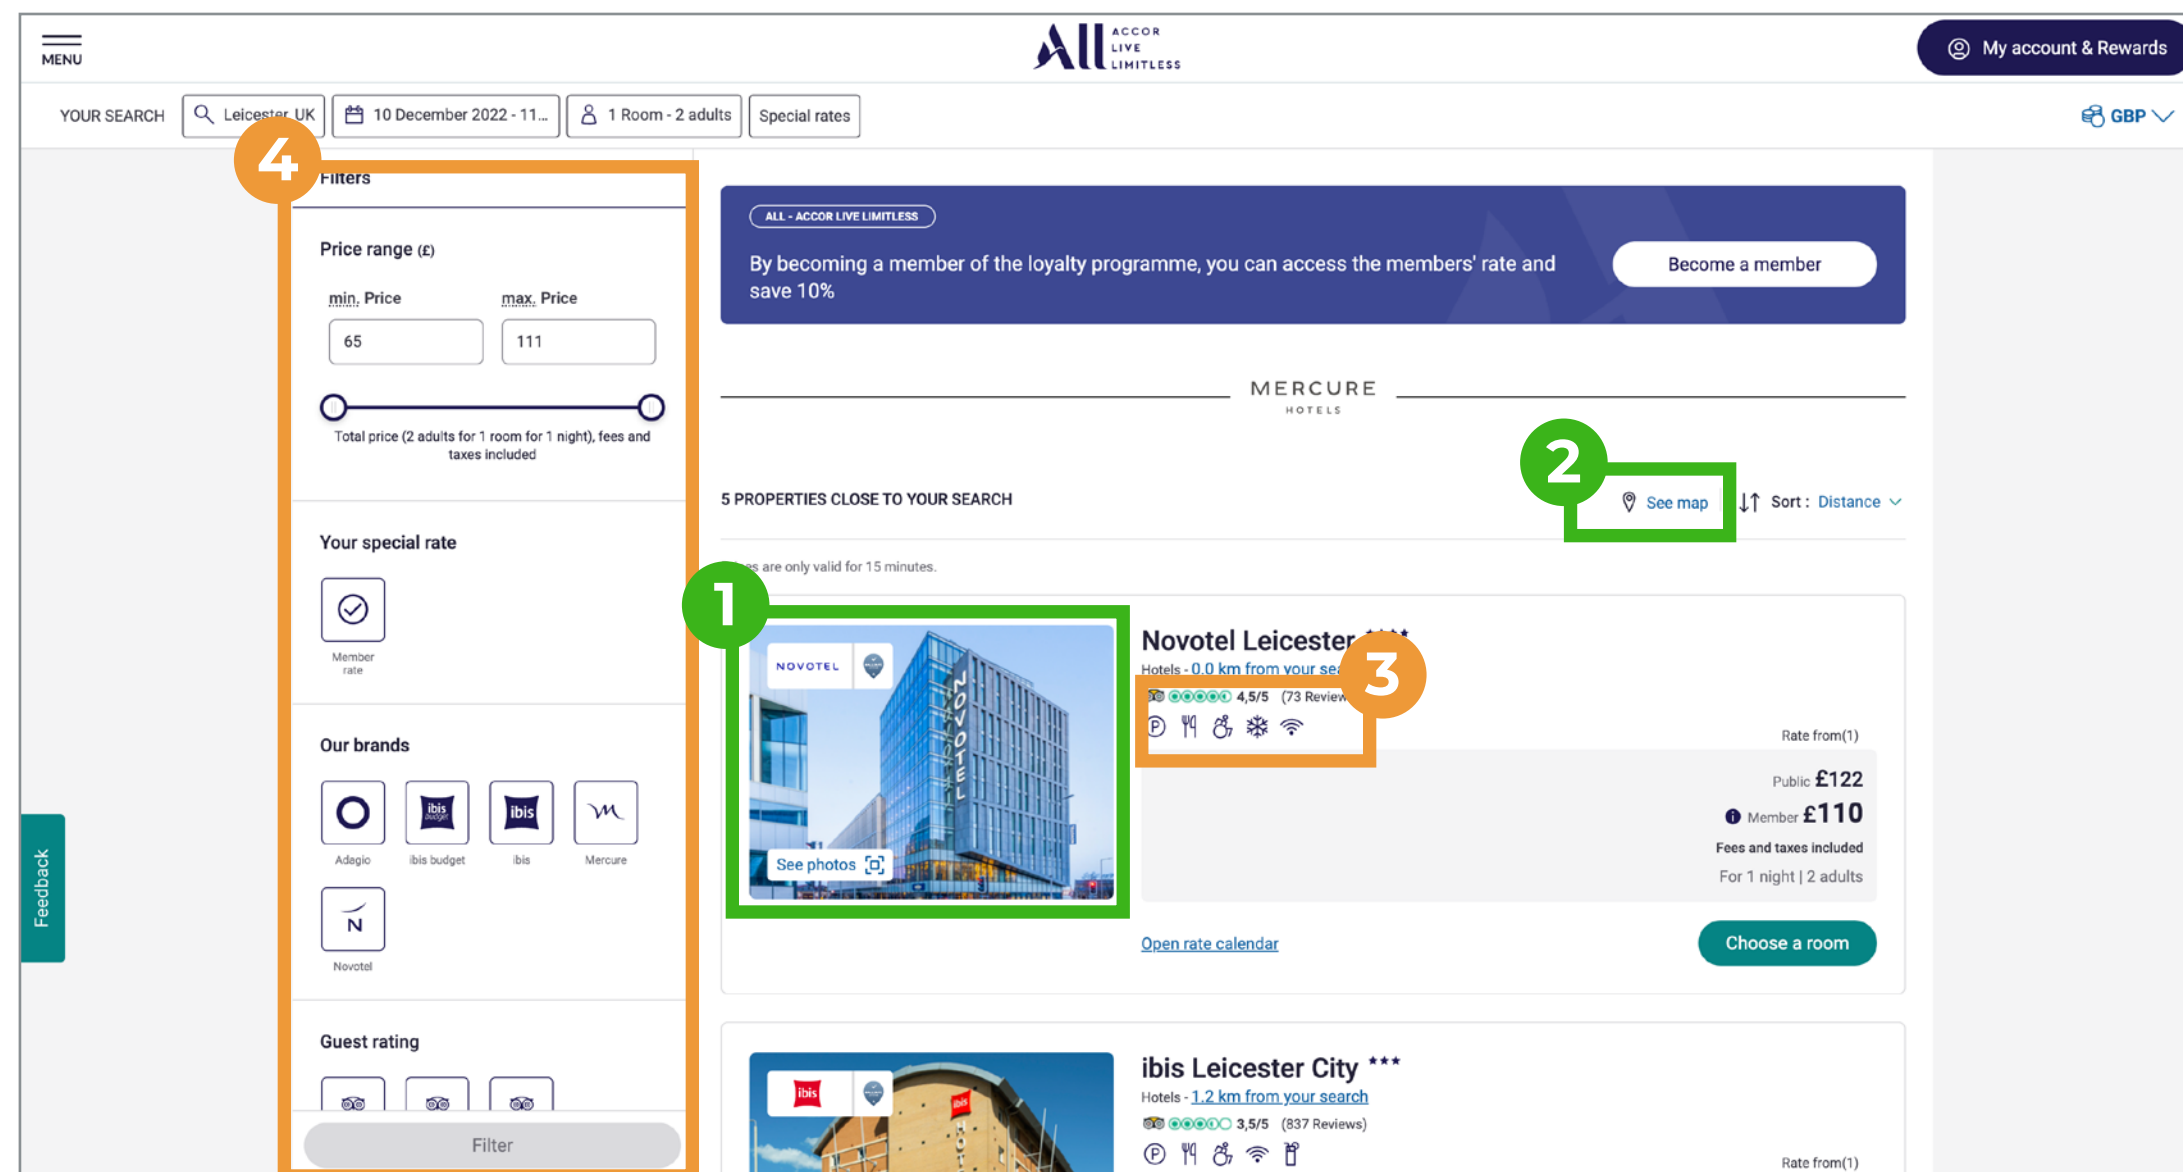 MENU
All ACCOR
LIVE
LIMITLESS
My account & Rewards
YOUR SEARCH
Leicester, UK
10 December 2022 - 11...
1 Room - 2 adults
Special rates
GBP
4
Filters
Price range (£)
min. Price
max. Price
65
111
Total price (2 adults for 1 room for 1 night), fees and
taxes included
Your special rate
Member
rate
Our brands
ibis
budget
ibis
Adagio
ibis budget
ibis
Mercure
N
Novotel
Guest rating
Filter
Feedback
ALL - ACCOR LIVE LIMITLESS
By becoming a member of the loyalty programme, you can access the members' rate and
save 10%
Become a member
MERCURE
HOTELS
2
5 PROPERTIES CLOSE TO YOUR SEARCH
See map
Sort : Distance
are only valid for 15 minutes.
1
NOVOTEL
NOVOTEL
See photos
Novotel Leicester
Hotels - 0.0 km from your
3
4,5/5 (73
P
Rate from(1)
Public £122
Member £110
Fees and taxes included
For 1 night | 2 adults
Open rate calendar
Choose a room
ibis
ibis
HOT
ibis Leicester City
Hotels - 1.2 km from your search
3,5/5 (837 Reviews)
P
Rate from(1)